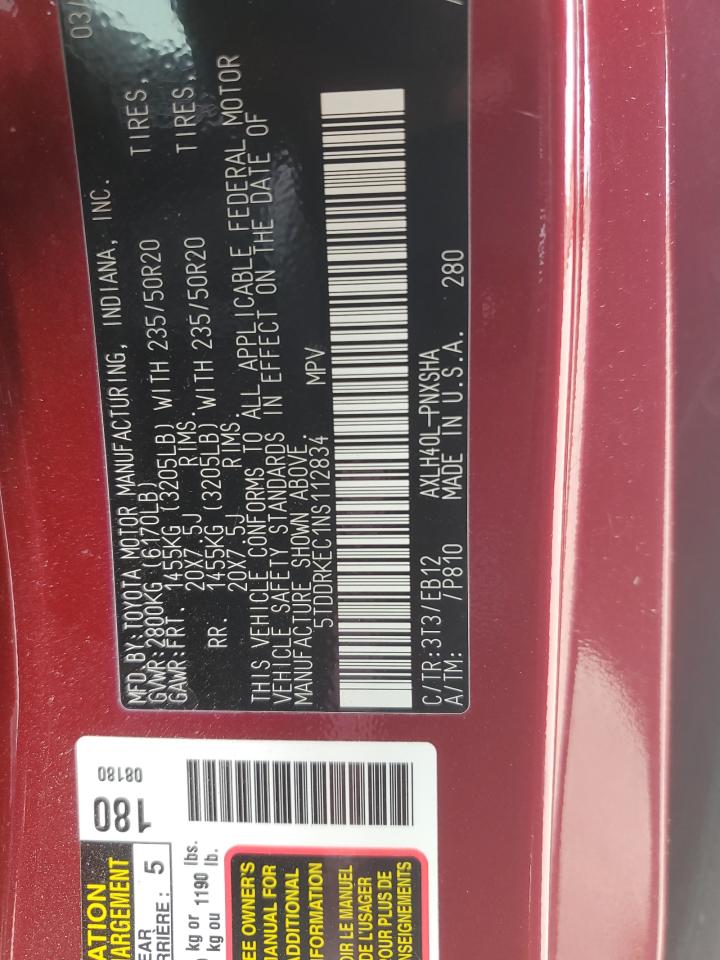 03/
MFD.BY:TOYOTA MOTOR MANUFACTURING, INDIANA, INC.
GVWR:2800KG (6170LB)
GAWR:FRT. 1455KG (3205LB) WITH 235/50R20 TIRES,
20X7.5J RIMS.
RR. 1455KG (3205LB) WITH 235/50R20 TIRES,
20X7.5J RIMS.
THIS VEHICLE CONFORMS TO ALL APPLICABLE FEDERAL MOTOR
VEHICLE SAFETY STANDARDS IN EFFECT ON THE DATE OF
MANUFACTURE SHOWN ABOVE.
5TDDRKEC1NS112834 MPV
C/TR:3T3/EB12 AXLH40L-PNXSHA
A/TM: /P810 MADE IN U.S.A. 280
08180
180
ATION
ARGEMENT
EAR
RRIÈRE : 5
kg or lbs.
kg ou 1190 lb.
EE OWNER'S
MANUAL FOR
ADDITIONAL
INFORMATION
OIR LE MANUEL
DE L'USAGER
POUR PLUS DE
ENSEIGNEMENTS